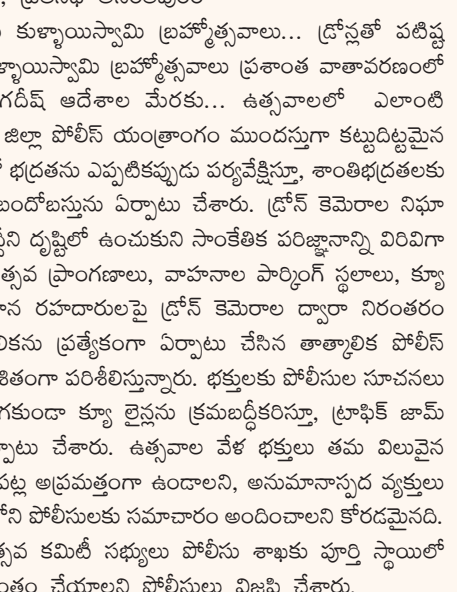 కుళ్ళాయిస్వామి బ్రహ్మోత్సవాలు... డ్రోన్లతో పటిష్ట
ళ్ళాయిస్వామి బ్రహ్మోత్సవాలు ప్రశాంత వాతావరణంలో
గదీష్ ఆదేశాల మేరకు... ఉత్సవాలలో ఎలాంటి
జిల్లా పోలీస్ యంత్రాంగం ముందస్తుగా కట్టుదిట్టమైన
భద్రతను ఎప్పటికప్పుడు పర్యవేక్షిస్తూ, శాంతిభద్రతలకు
బందోబస్తును ఏర్పాటు చేశారు. డ్రోన్ కెమెరాల నిఘా
దృష్టిలో ఉంచుకుని సాంకేతిక పరిజ్ఞానాన్ని విరివిగా
త్సవ ప్రాంగణాలు, వాహనాల పార్కింగ్ స్థలాలు, క్యూ
రహదారులపై డ్రోన్ కెమెరాల ద్వారా నిరంతరం
లికను ప్రత్యేకంగా ఏర్పాటు చేసిన తాత్కాలిక పోలీస్
శితంగా పరిశీలిస్తున్నారు. భక్తులకు పోలీసుల సూచనలు
గకుండా క్యూ లైన్లను క్రమబద్ధీకరిస్తూ, ట్రాఫిక్ జామ్
ర్పాటు చేశారు. ఉత్సవాల వేళ భక్తులు తమ విలువైన
పట్ల అప్రమత్తంగా ఉండాలని, అనుమానాస్పద వ్యక్తులు
పోలీసులకు సమాచారం అందించాలని కోరడమైనది.
త్సవ కమిటీ సభ్యులు పోలీసు శాఖకు పూర్తి స్థాయిలో
చేయాలని పోలీసులు విజ్ఞప్తి చేశారు.